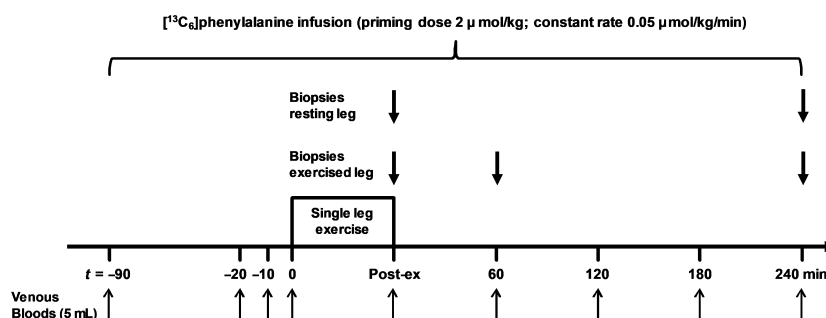 [¹³C₆]phenylalanine infusion (priming dose 2 μ mol/kg; constant rate 0.05 μmol/kg/min)
Biopsies
resting leg
Biopsies
exercised leg
Single leg
exercise
t = –90 –20 –10 0 Post-ex 60 120 180 240 min
Venous
Bloods (5 mL)